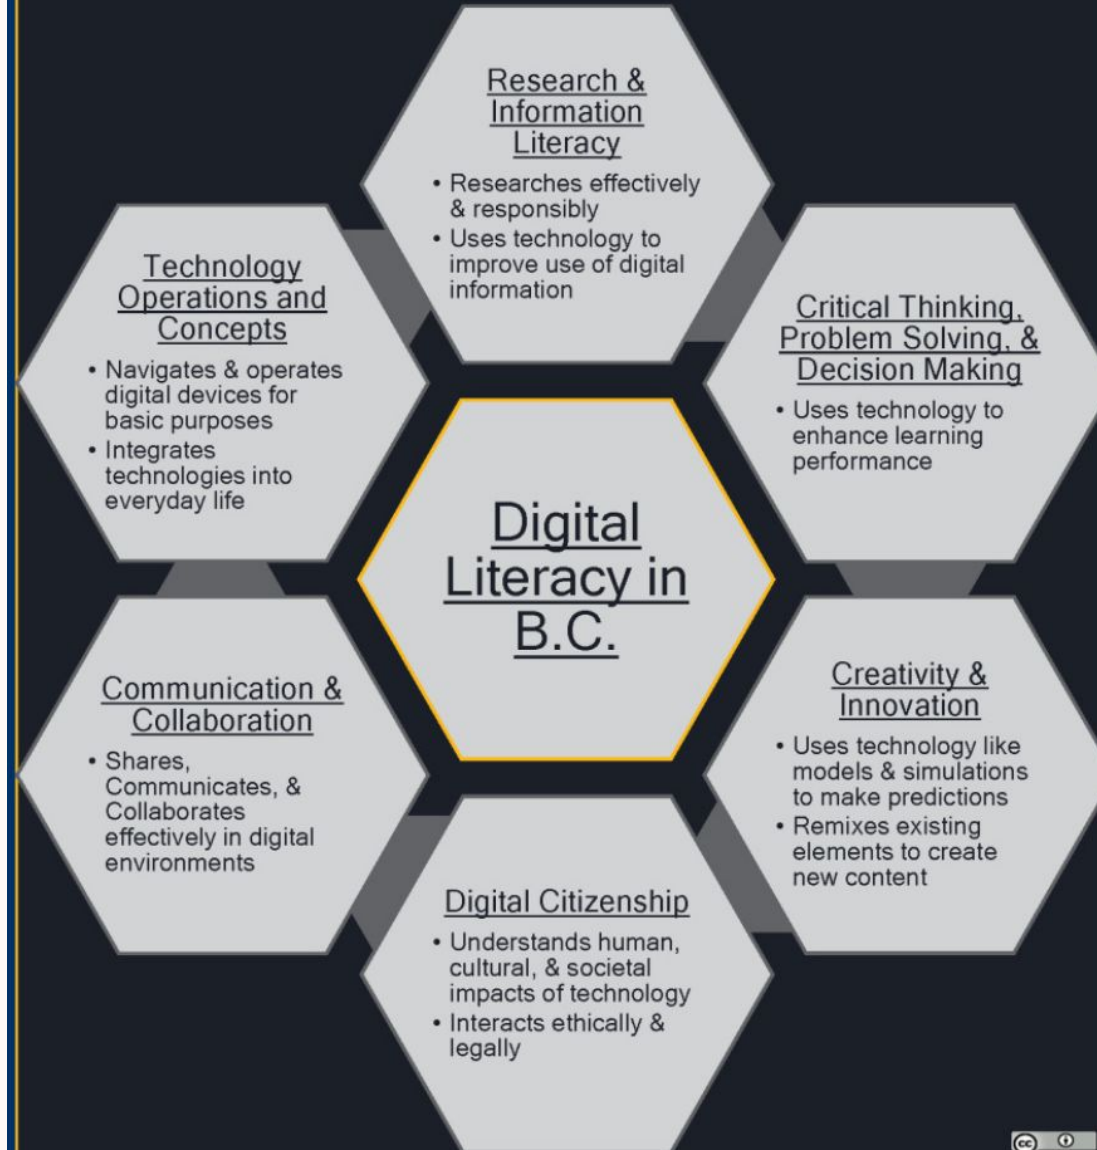 Research &
Information
Literacy
• Researches effectively
& responsibly
• Uses technology to
improve use of digital
information
Technology
Operations and
Concepts
• Navigates & operates
digital devices for
basic purposes
• Integrates
technologies into
everyday life
Critical Thinking,
Problem Solving, &
Decision Making
• Uses technology to
enhance learning
performance
Digital
Literacy in
B.C.
Communication &
Collaboration
• Shares,
Communicates, &
Collaborates
effectively in digital
environments
Creativity &
Innovation
• Uses technology like
models & simulations
to make predictions
• Remixes existing
elements to create
new content
Digital Citizenship
• Understands human,
cultural, & societal
impacts of technology
• Interacts ethically &
legally
cc